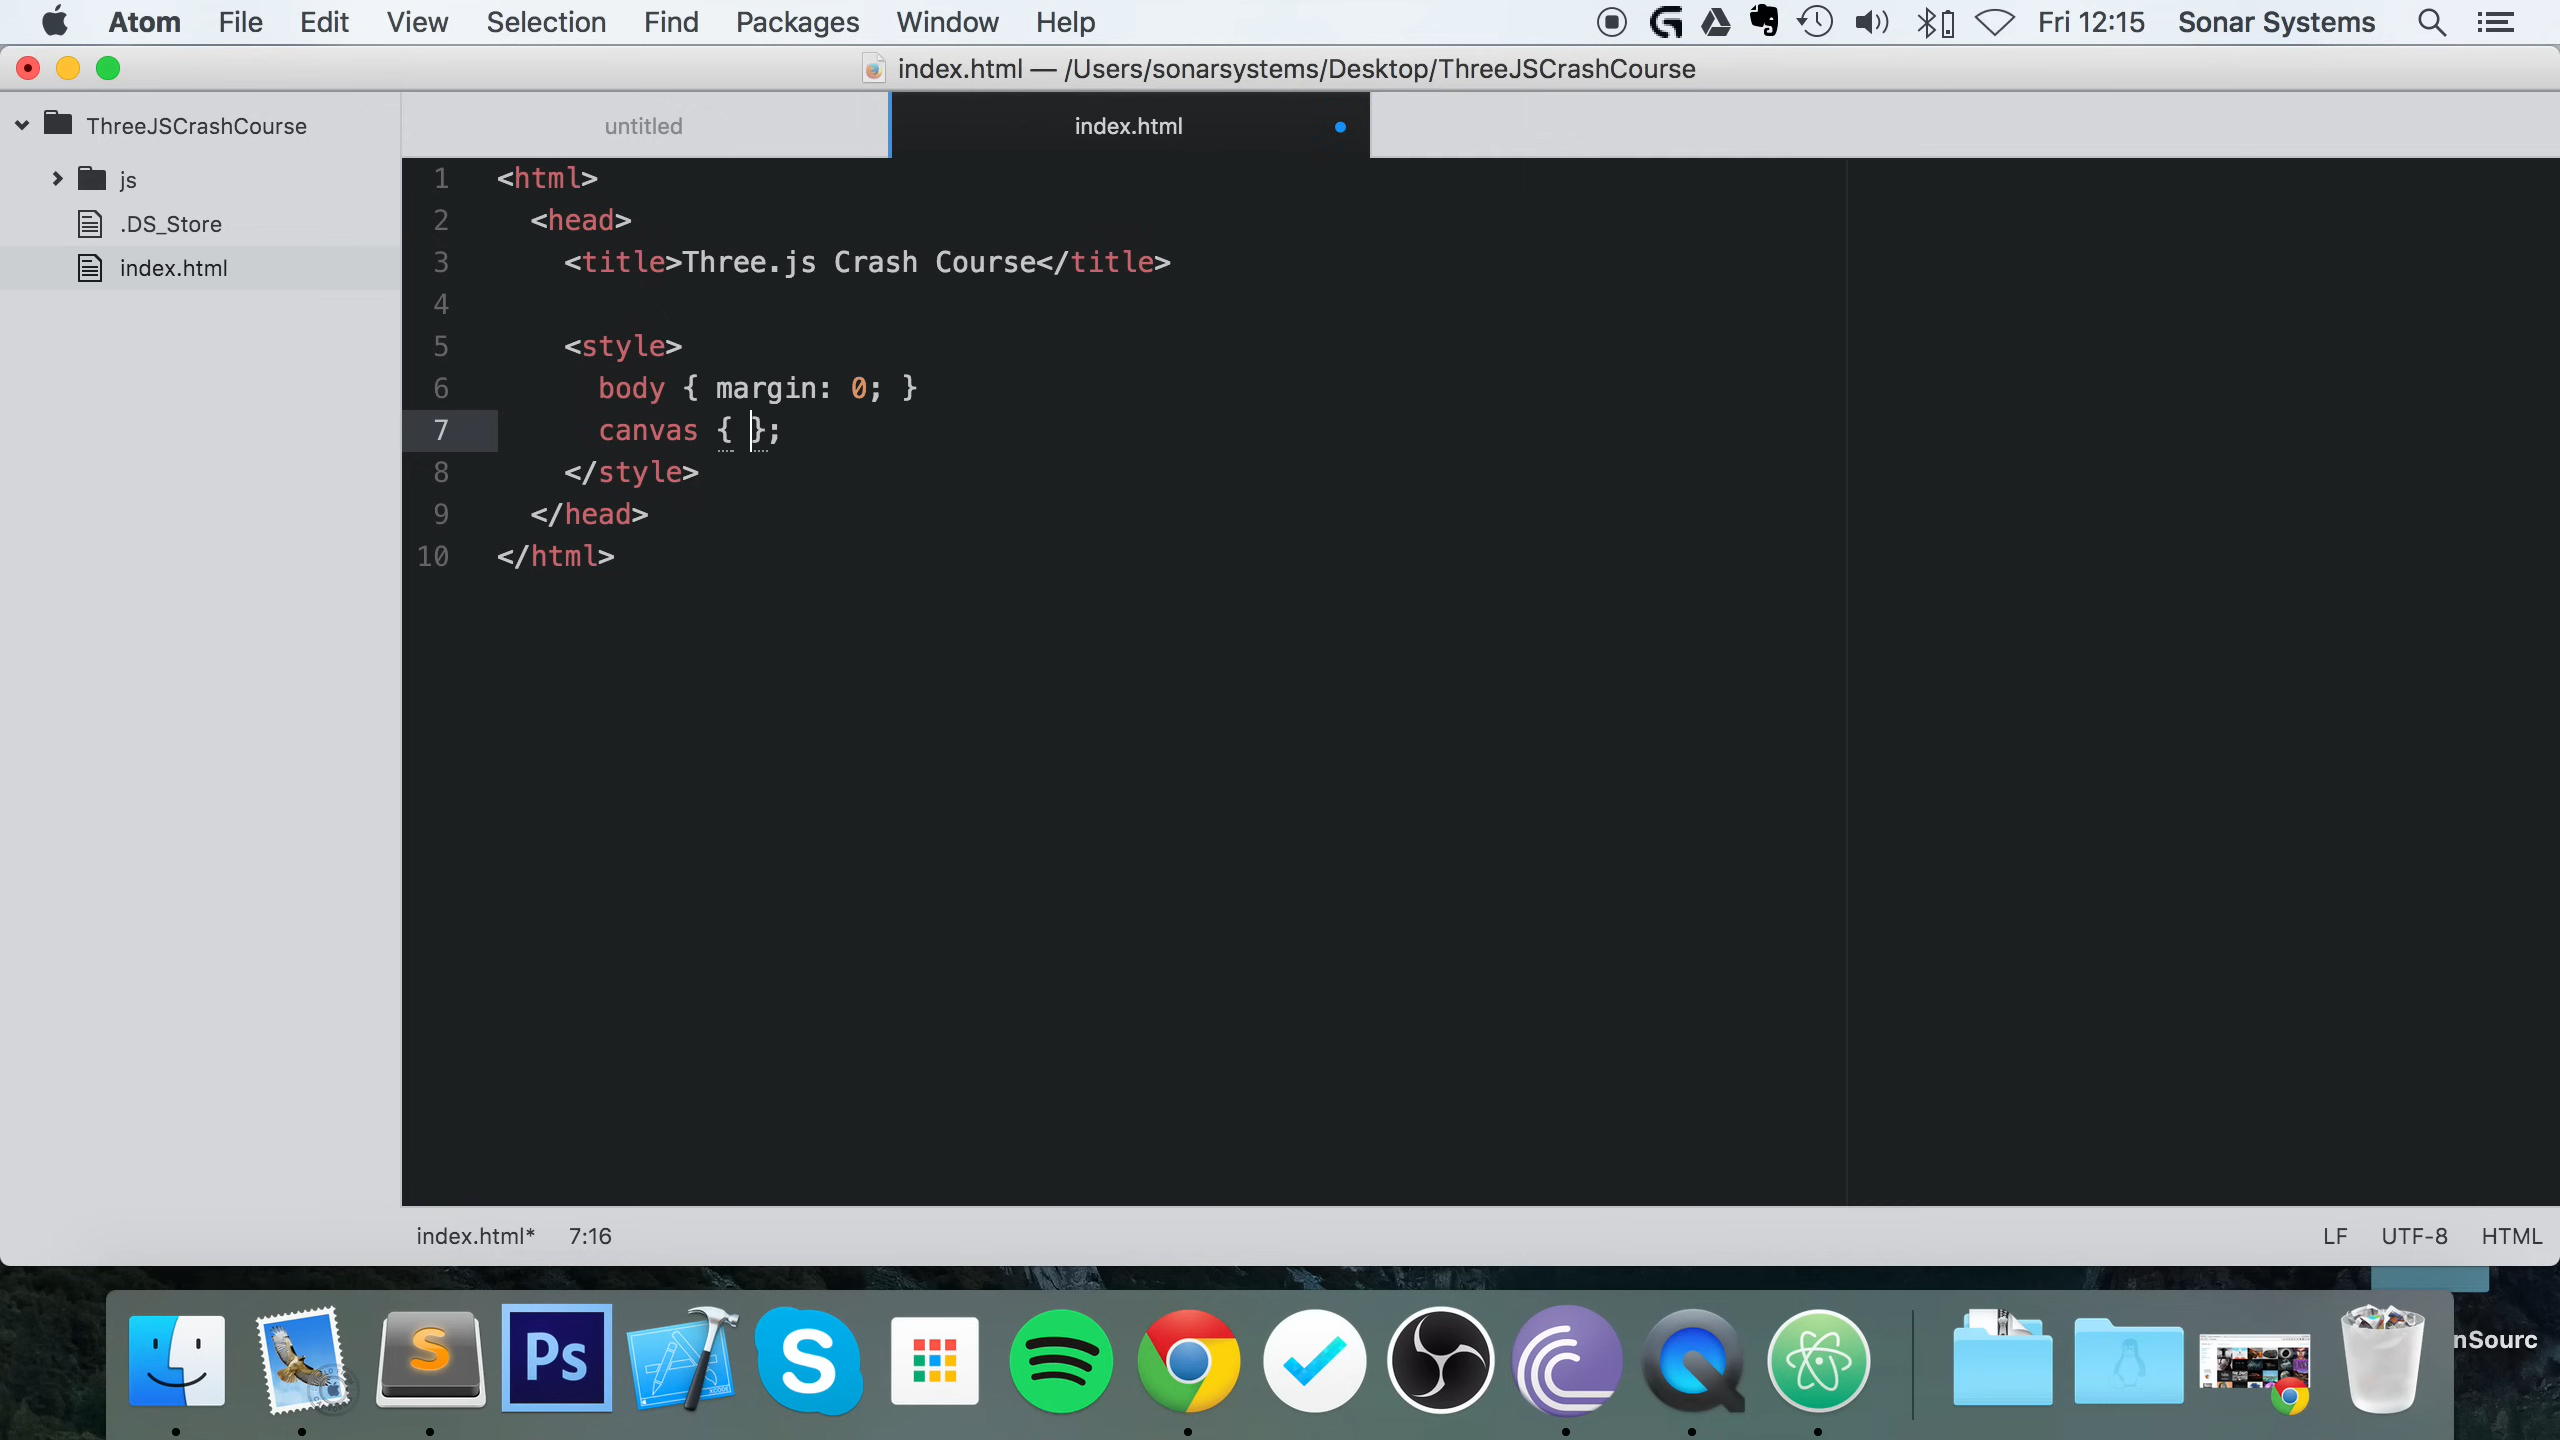 Atom File Edit View Selection Find Packages Window Help Fri 12:15 Sonar Systems
index.html — /Users/sonarsystems/Desktop/ThreeJSCrashCourse
ThreeJSCrashCourse
js
.DS_Store
index.html
untitled
index.html
1 <html>
2 <head>
3 <title>Three.js Crash Course</title>
4
5 <style>
6 body { margin: 0; }
7 canvas { };
8 </style>
9 </head>
10 </html>
index.html* 7:16 LF UTF-8 HTML
S
Ps
S
nSourc